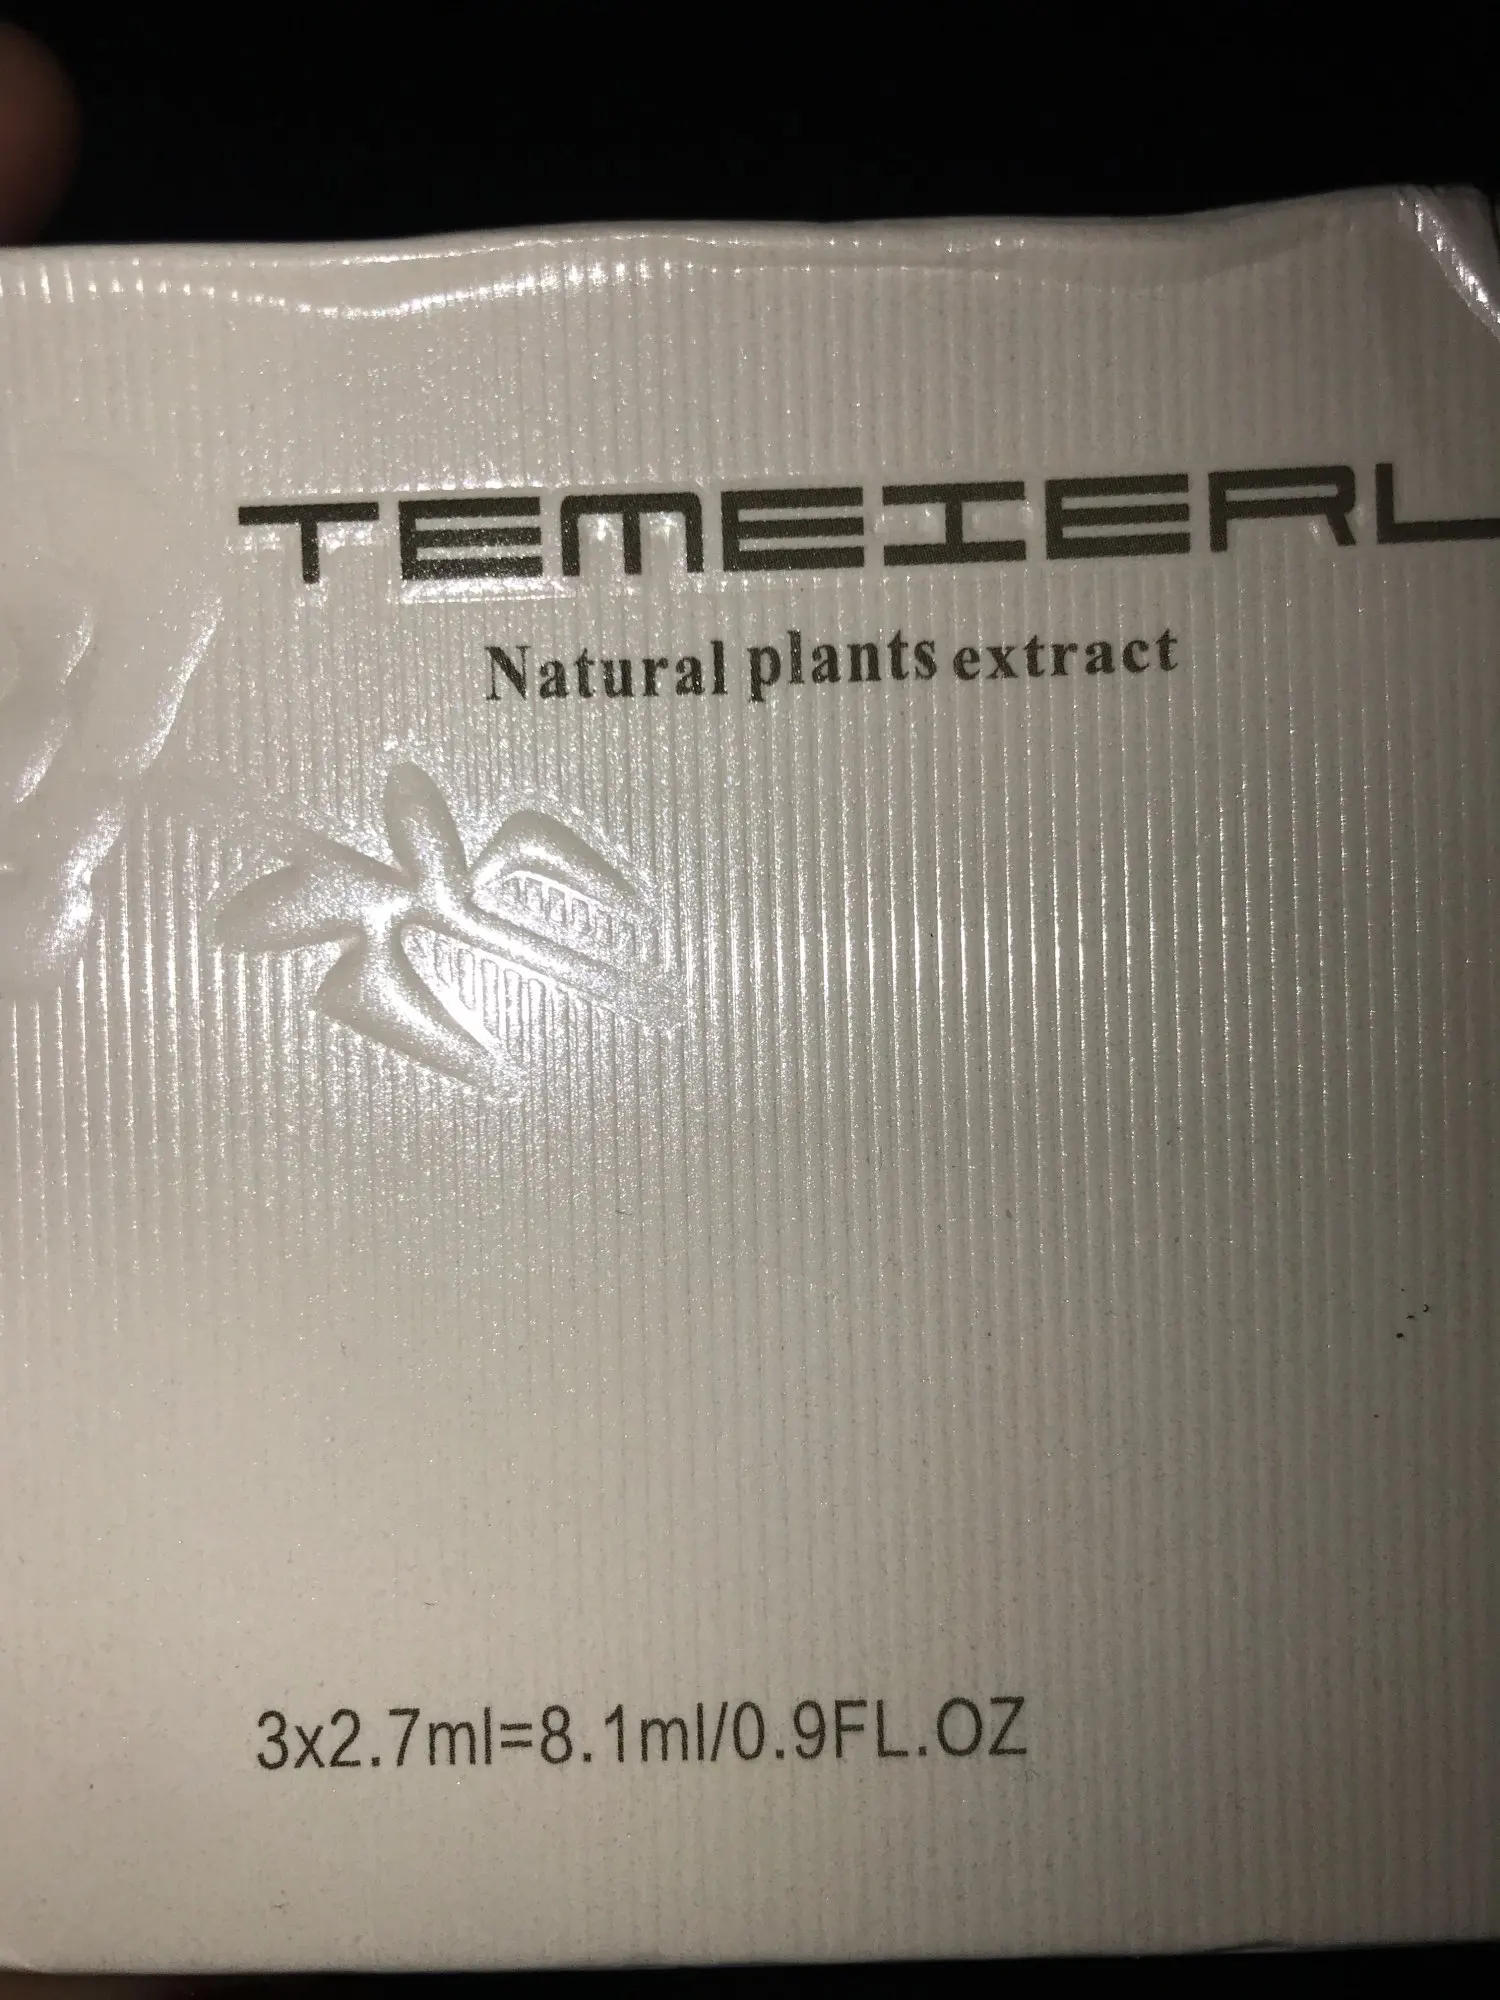 TEMEIERL
Natural plants extract
3x2.7ml=8.1ml/0.9FL.OZ